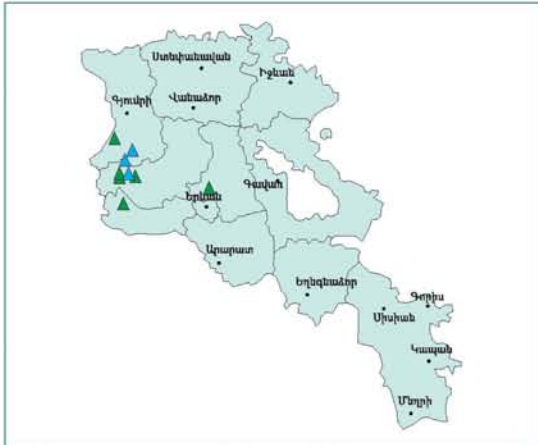 Ստեփանավան
Իջևան
Գյումրի
Վանաձոր
Գավառ
Երևան
Արարատ
Եղեգնաձոր
Գորիս
Սիսիան
Կապան
Մեղրի